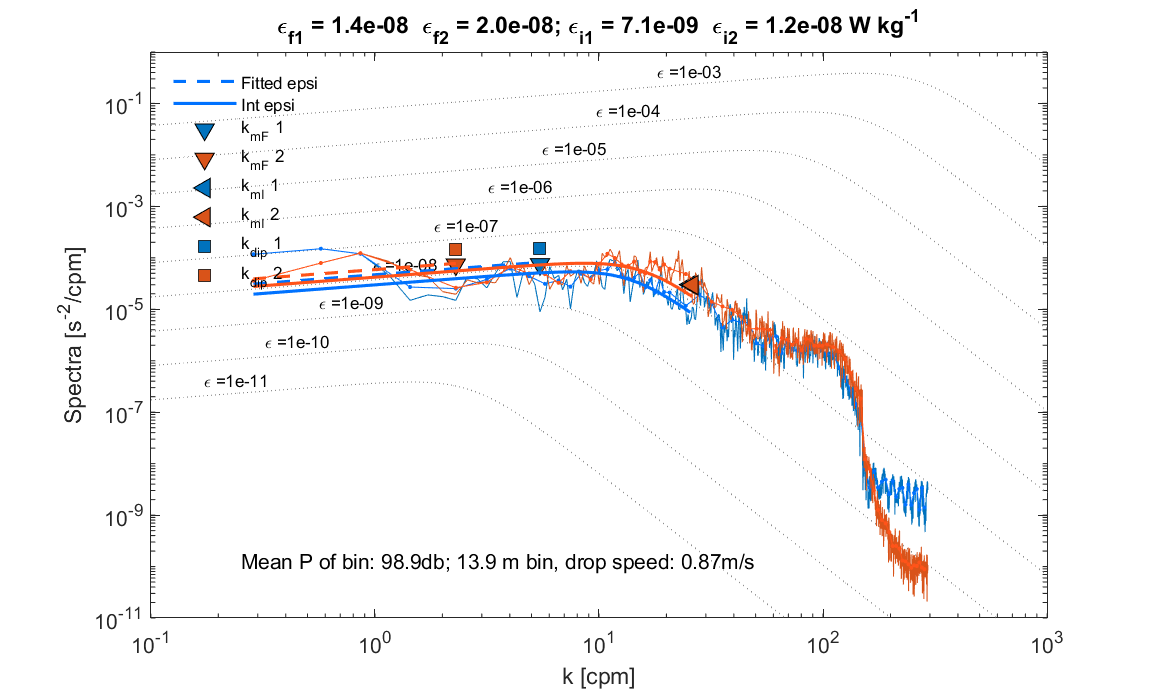 ϵf1 = 1.4e-08 ϵf2 = 2.0e-08; ϵi1 = 7.1e-09 ϵi2 = 1.2e-08 W kg-1
Fitted epsi
Int epsi
kmF 1
kmF 2
kmI 1
kmI 2
kdip 1
kdip 2
ϵ =1e-03
ϵ =1e-04
ϵ =1e-05
ϵ =1e-06
ϵ =1e-07
ϵ =1e-08
ϵ =1e-09
ϵ =1e-10
ϵ =1e-11
Mean P of bin: 98.9db; 13.9 m bin, drop speed: 0.87m/s
Spectra [s-2/cpm]
10-1
10-3
10-5
10-7
10-9
10-11
10-1
100
101
102
103
k [cpm]